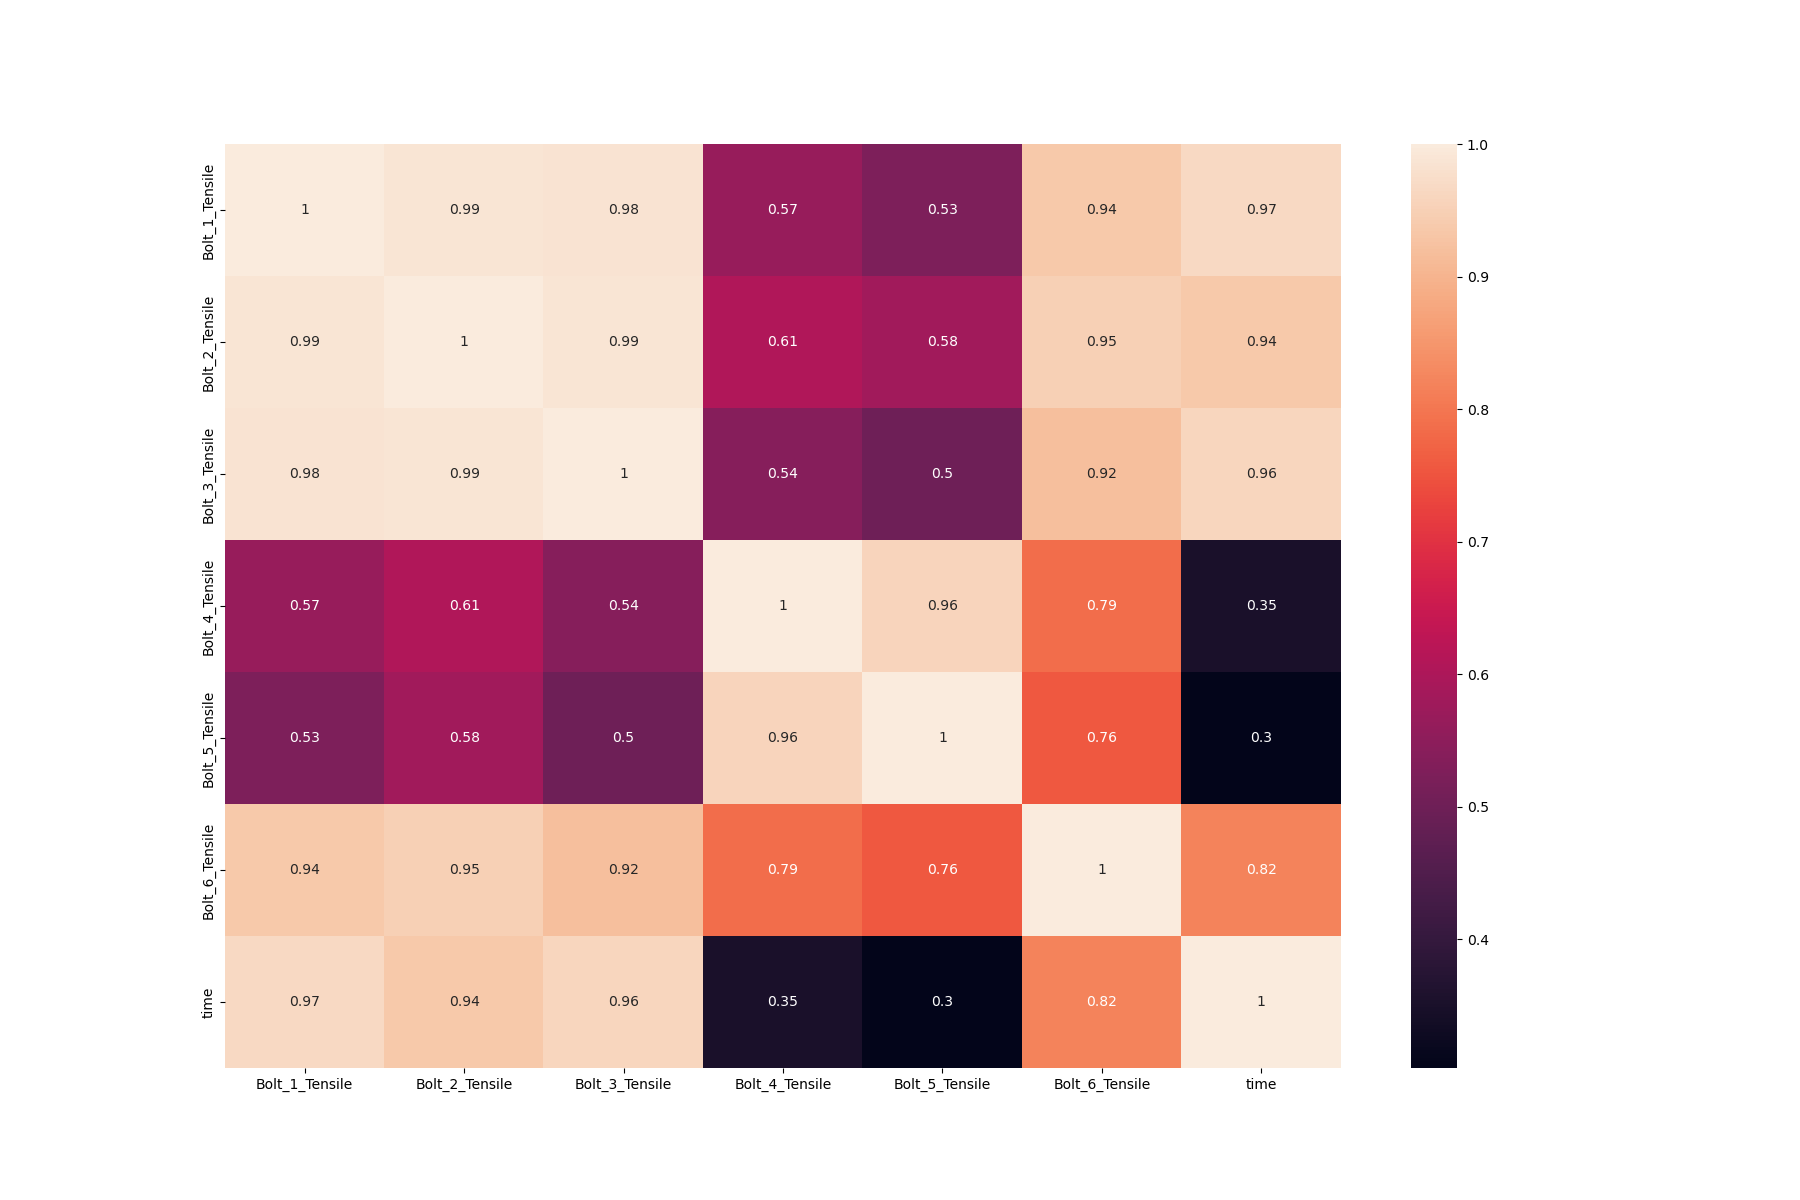 Bolt_1_Tensile 1 0.99 0.98 0.57 0.53 0.94 0.97
Bolt_2_Tensile 0.99 1 0.99 0.61 0.58 0.95 0.94
Bolt_3_Tensile 0.98 0.99 1 0.54 0.5 0.92 0.96
Bolt_4_Tensile 0.57 0.61 0.54 1 0.96 0.79 0.35
Bolt_5_Tensile 0.53 0.58 0.5 0.96 1 0.76 0.3
Bolt_6_Tensile 0.94 0.95 0.92 0.79 0.76 1 0.82
time 0.97 0.94 0.96 0.35 0.3 0.82 1
Bolt_1_Tensile Bolt_2_Tensile Bolt_3_Tensile Bolt_4_Tensile Bolt_5_Tensile Bolt_6_Tensile time
1.0
0.9
0.8
0.7
0.6
0.5
0.4